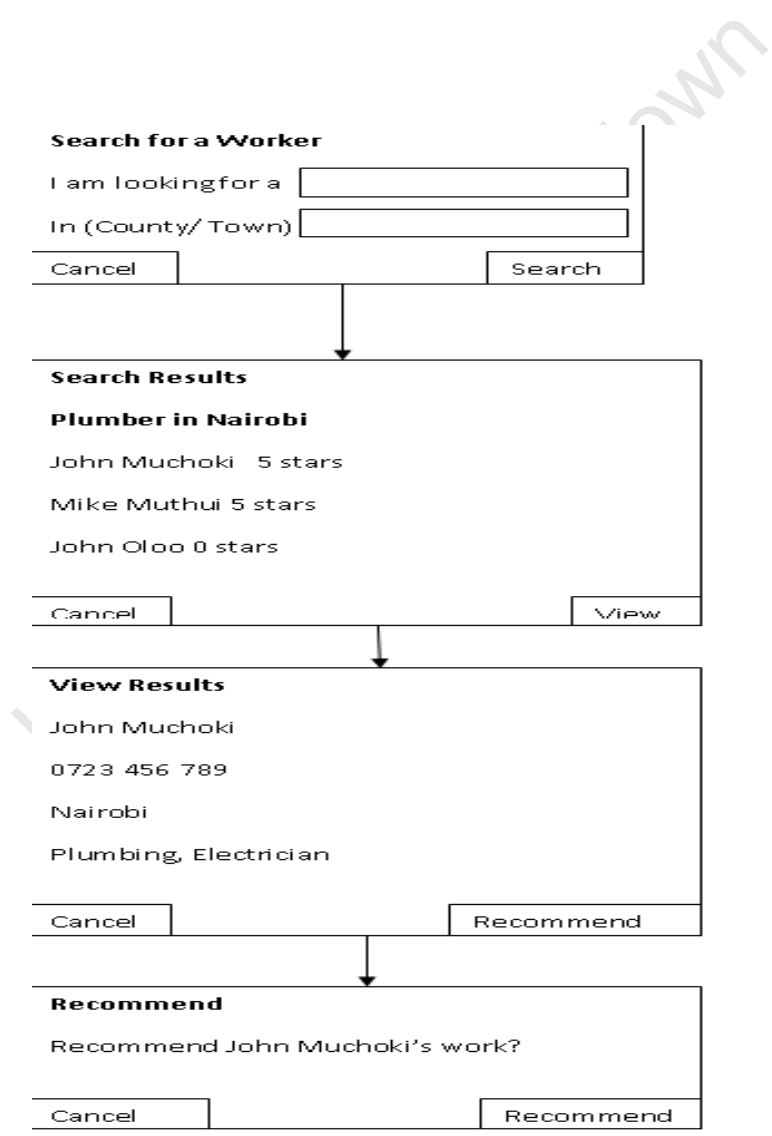 Search for a Worker
I am looking for a
In (County/ Town)
Cancel Search
Search Results
Plumber in Nairobi
John Muchoki 5 stars
Mike Muthui 5 stars
John Oloo 0 stars
Cancel View
View Results
John Muchoki
0723 456 789
Nairobi
Plumbing, Electrician
Cancel Recommend
Recommend
Recommend John Muchoki's work?
Cancel Recommend